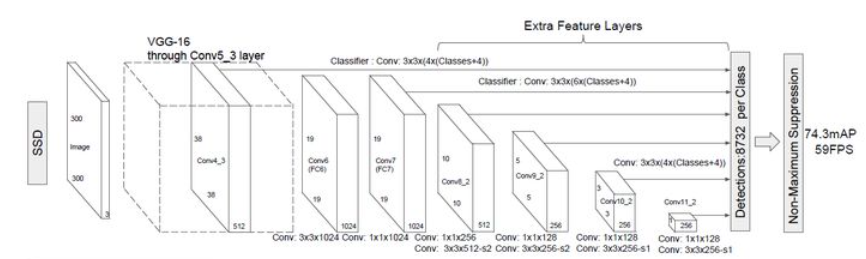 Extra Feature Layers
VGG-16
through Conv5_3 layer
Classifier : Conv: 3x3x(4x(Classes+4))
Classifier : Conv: 3x3x(6x(Classes+4))
SSD
300
Image
300
3
38
Conv4_3
38
512
19
Conv6
(FC6)
19
1024
19
Conv7
(FC7)
19
1024
10
Conv8_2
10
512
5
Conv9_2
5
256
Conv: 3x3x(4x(Classes+4))
3
Conv10_2
3
256
Conv11_2
1
256
Detections:8732 per Class
Non-Maximum Suppression
74.3mAP
59FPS
Conv: 3x3x1024
Conv: 1x1x1024
Conv: 1x1x256
Conv: 3x3x512-s2
Conv: 1x1x128
Conv: 3x3x256-s2
Conv: 1x1x128
Conv: 3x3x256-s1
Conv: 1x1x128
Conv: 3x3x256-s1